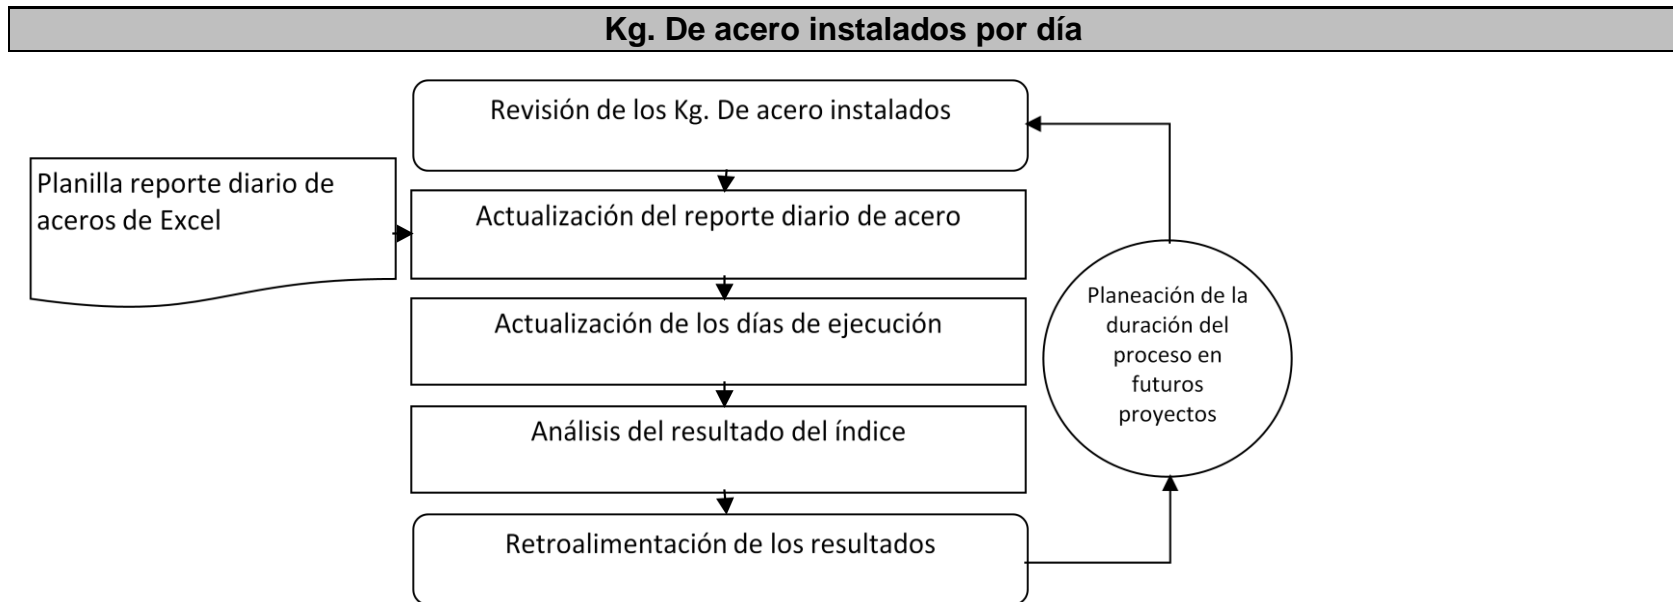 Kg. De acero instalados por día
Revisión de los Kg. De acero instalados
Planilla reporte diario de
aceros de Excel
Actualización del reporte diario de acero
Actualización de los días de ejecución
Planeación de la
duración del
proceso en
futuros
proyectos
Análisis del resultado del índice
Retroalimentación de los resultados